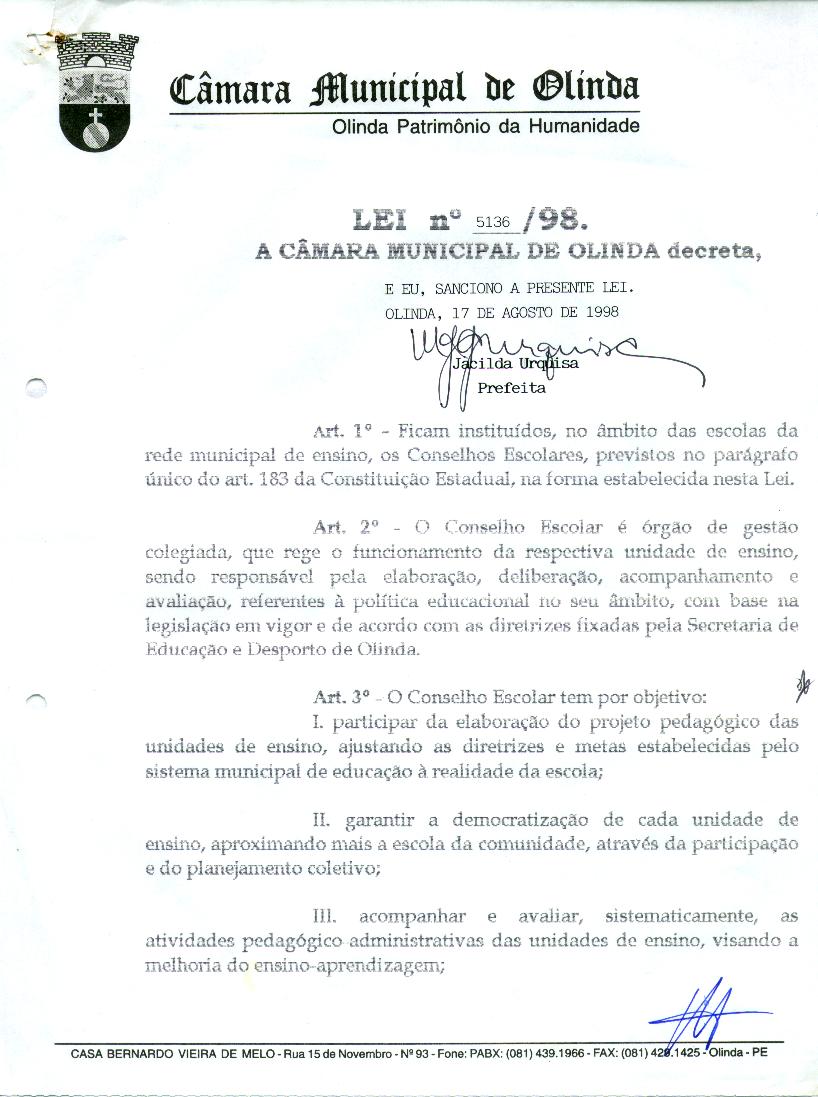 Câmara Municipal de Olinda
Olinda Patrimônio da Humanidade
LEI nº 5136 /98.
A CÂMARA MUNICIPAL DE OLINDA decreta,
E EU, SANCIONO A PRESENTE LEI.
OLINDA, 17 DE AGOSTO DE 1998
Jacilda Urquisa
Prefeita
Art. 1º - Ficam instituídos, no âmbito das escolas da
rede municipal de ensino, os Conselhos Escolares, previstos no parágrafo
único do art. 183 da Constituição Estadual, na forma estabelecida nesta Lei.
Art. 2º - O Conselho Escolar é órgão de gestão
colegiada, que rege o funcionamento da respectiva unidade de ensino,
sendo responsável pela elaboração, deliberação, acompanhamento e
avaliação, referentes à política educacional no seu âmbito, com base na
legislação em vigor e de acordo com as diretrizes fixadas pela Secretaria de
Educação e Desporto de Olinda.
Art. 3º - O Conselho Escolar tem por objetivo:
I. participar da elaboração do projeto pedagógico das
unidades de ensino, ajustando as diretrizes e metas estabelecidas pelo
sistema municipal de educação à realidade da escola;
II. garantir a democratização de cada unidade de
ensino, aproximando mais a escola da comunidade, através da participação
e do planejamento coletivo;
III. acompanhar e avaliar, sistematicamente, as
atividades pedagógico-administrativas das unidades de ensino, visando a
melhoria do ensino-aprendizagem;
CASA BERNARDO VIEIRA DE MELO - Rua 15 de Novembro - Nº 93 - Fone: PABX: (081) 439.1966 - FAX: (081) 429.1425 - Olinda - PE